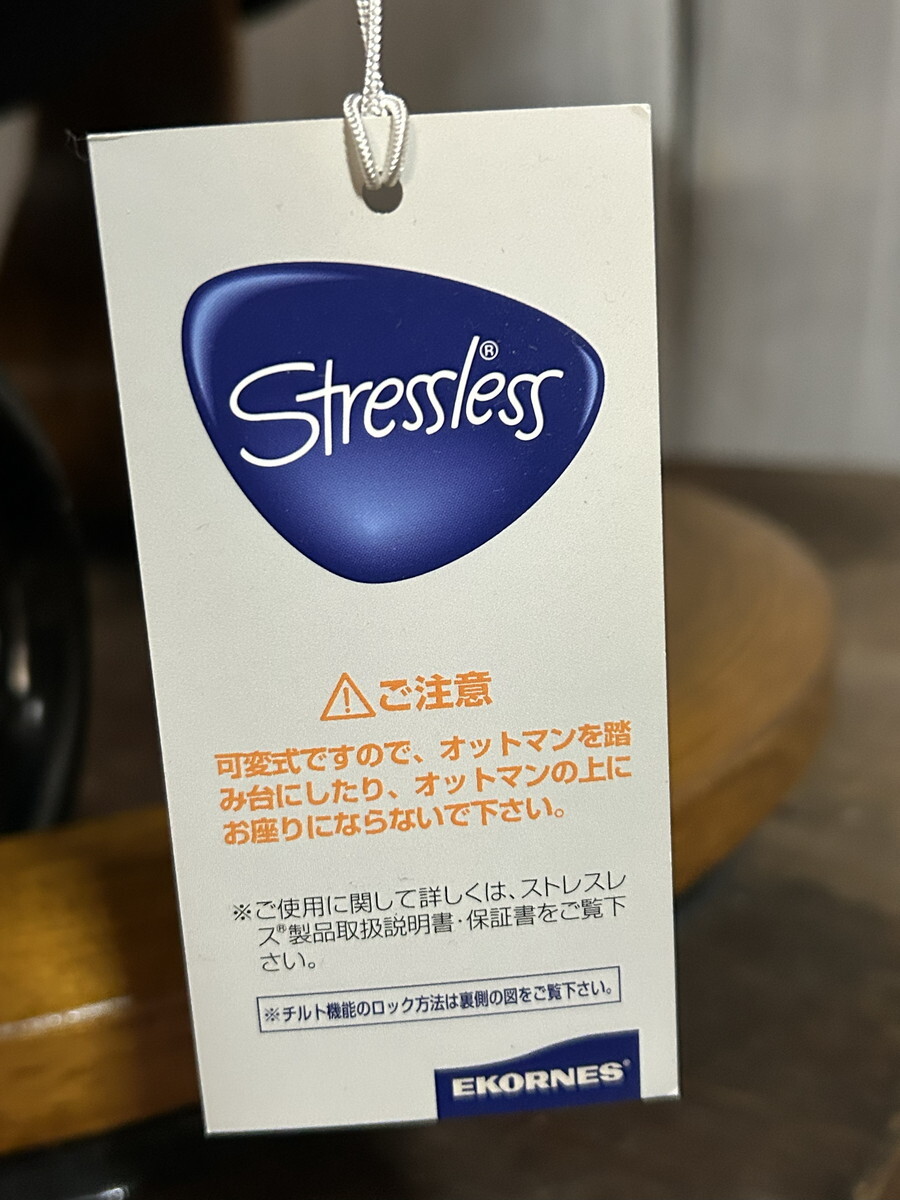 Stressless®
⚠ご注意
可変式ですので、オットマンを踏
み台にしたり、オットマンの上に
お座りにならないで下さい。
※ご使用に関して詳しくは、ストレスレ
ス®製品取扱説明書・保証書をご覧下
さい。
※チルト機能のロック方法は裏側の図をご覧下さい。
EKORNES®